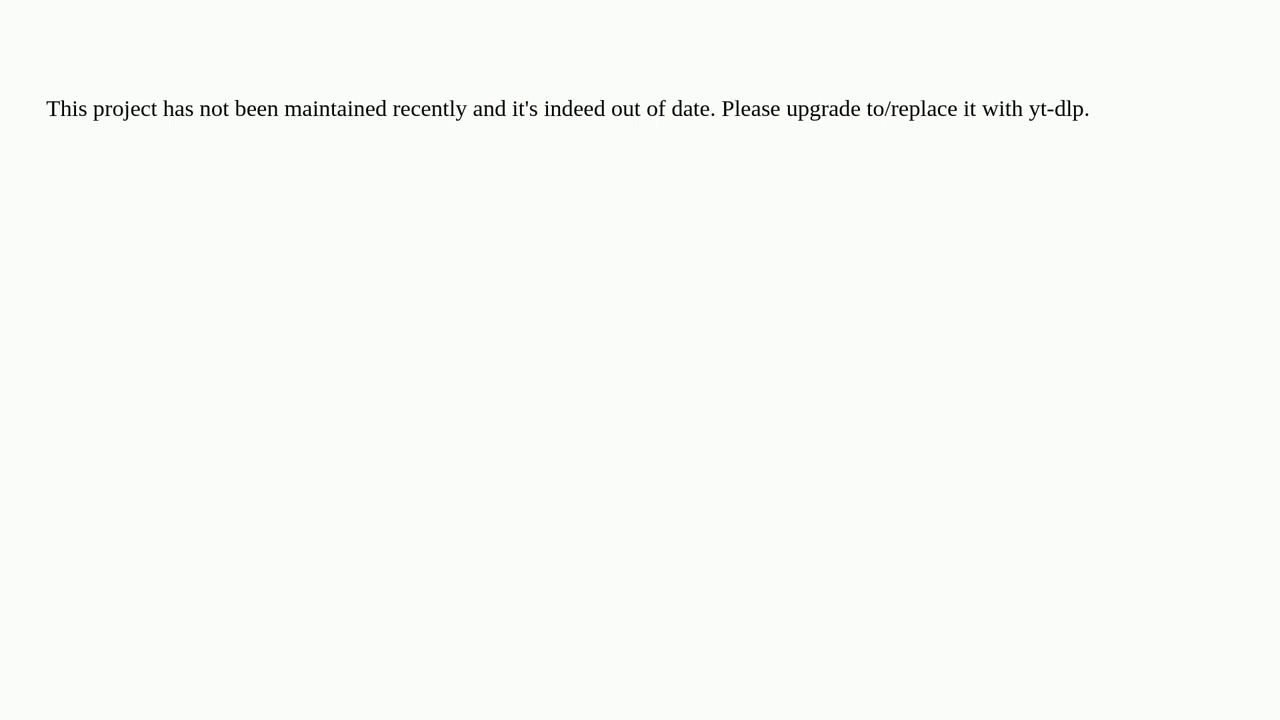 This project has not been maintained recently and it's indeed out of date. Please upgrade to/replace it with yt-dlp.